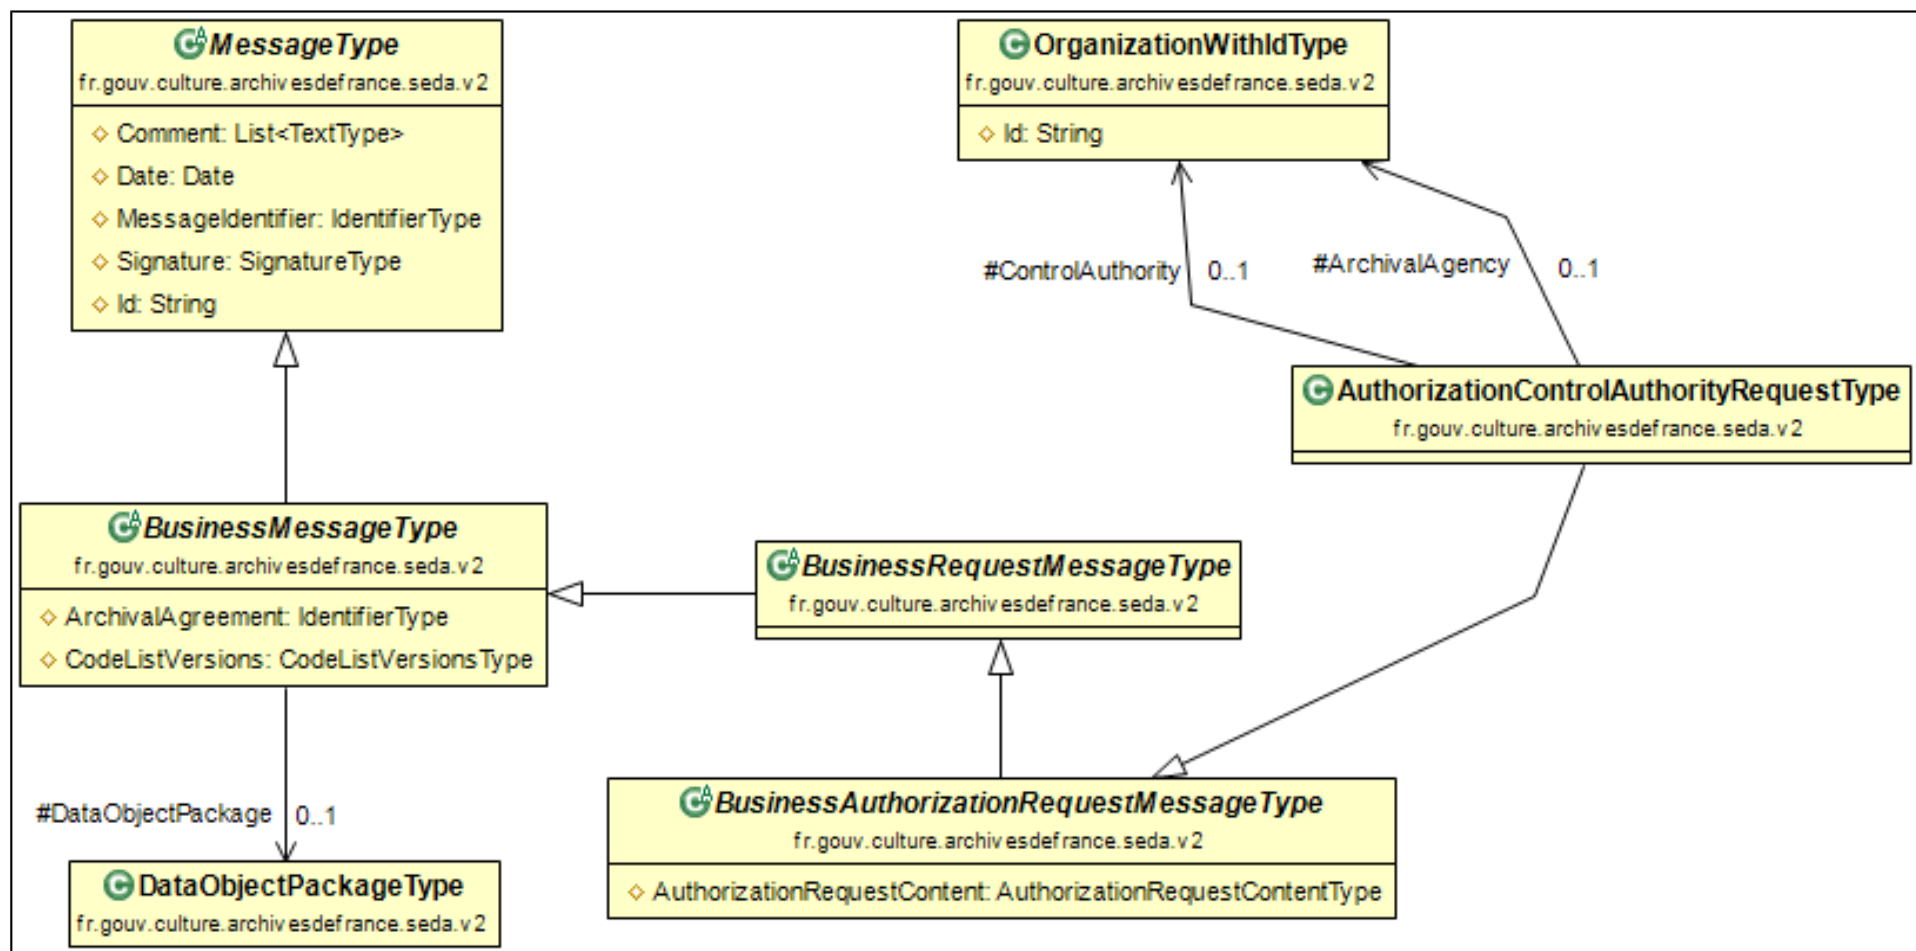 MessageType
fr.gouv.culture.archivesdefrance.seda.v2
Comment: List<TextType>
Date: Date
MessageIdentifier: IdentifierType
Signature: SignatureType
Id: String
OrganizationWithIdType
fr.gouv.culture.archivesdefrance.seda.v2
Id: String
#ControlAuthority 0..1
#ArchivalAgency 0..1
AuthorizationControlAuthorityRequestType
fr.gouv.culture.archivesdefrance.seda.v2
BusinessMessageType
fr.gouv.culture.archivesdefrance.seda.v2
ArchivalAgreement: IdentifierType
CodeListVersions: CodeListVersionsType
BusinessRequestMessageType
fr.gouv.culture.archivesdefrance.seda.v2
#DataObjectPackage 0..1
DataObjectPackageType
fr.gouv.culture.archivesdefrance.seda.v2
BusinessAuthorizationRequestMessageType
fr.gouv.culture.archivesdefrance.seda.v2
AuthorizationRequestContent: AuthorizationRequestContentType